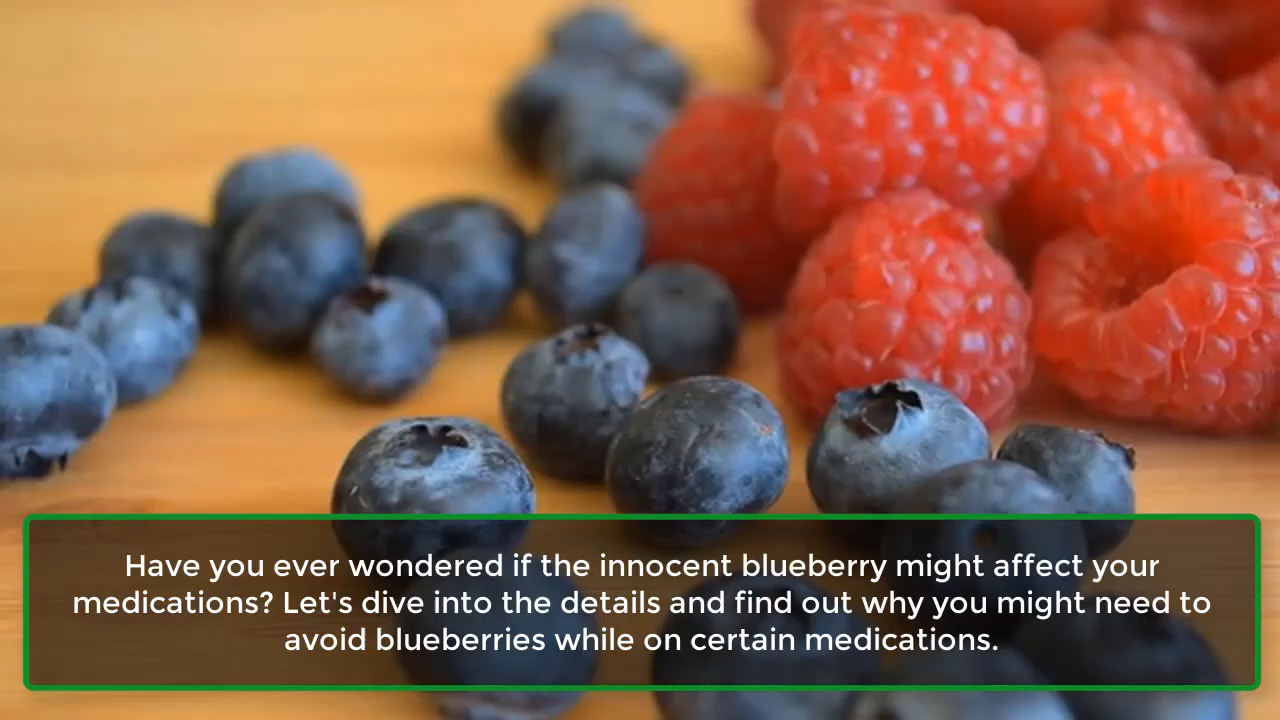 Have you ever wondered if the innocent blueberry might affect your
medications? Let's dive into the details and find out why you might need to
avoid blueberries while on certain medications.